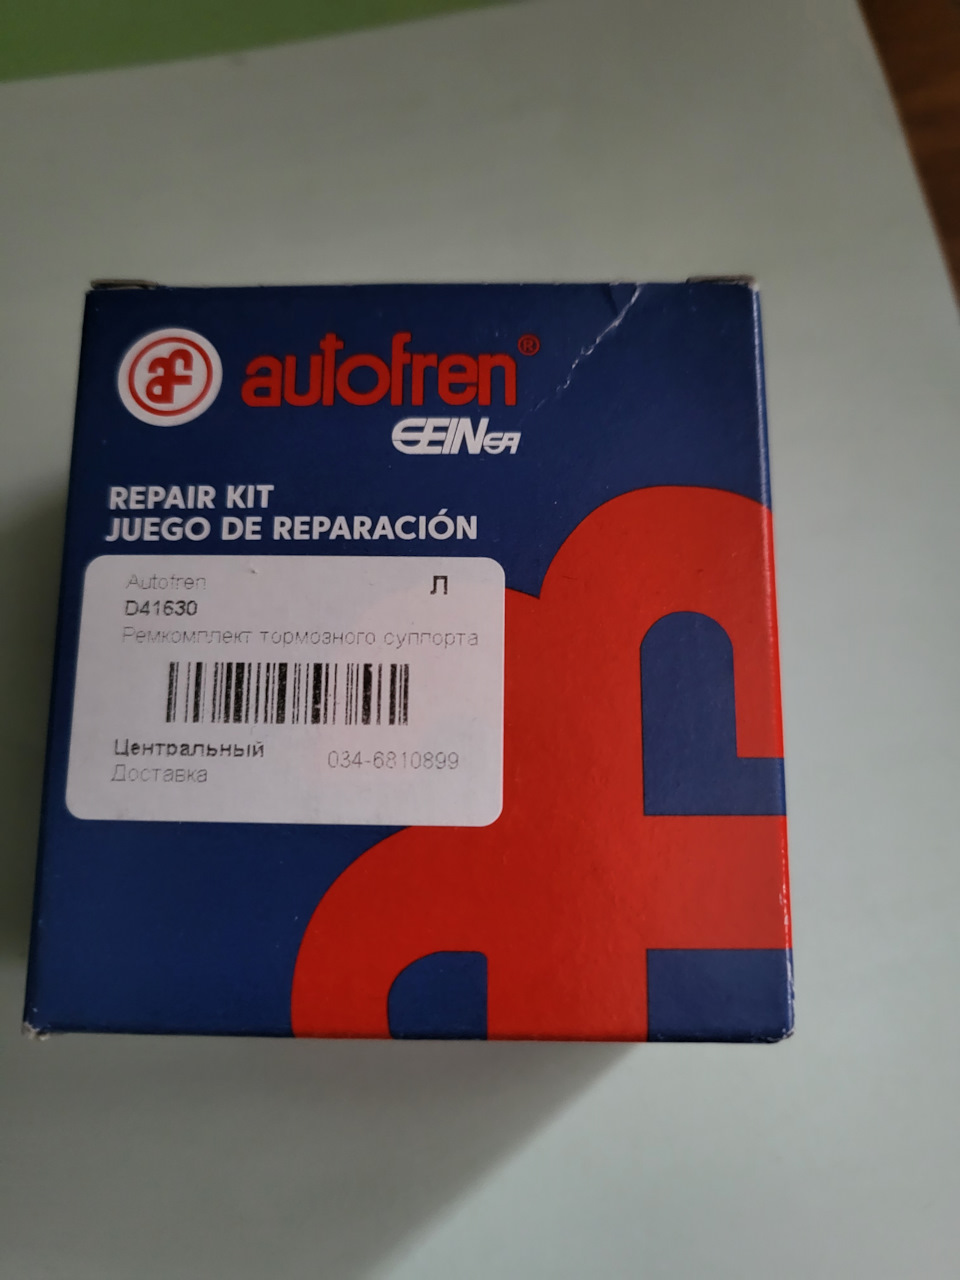 af
autofren®
SEINsa
REPAIR KIT
JUEGO DE REPARACIÓN
Autofren Л
D41630
Ремкомплект тормозного суппорта
Центральный 034-6810899
Доставка